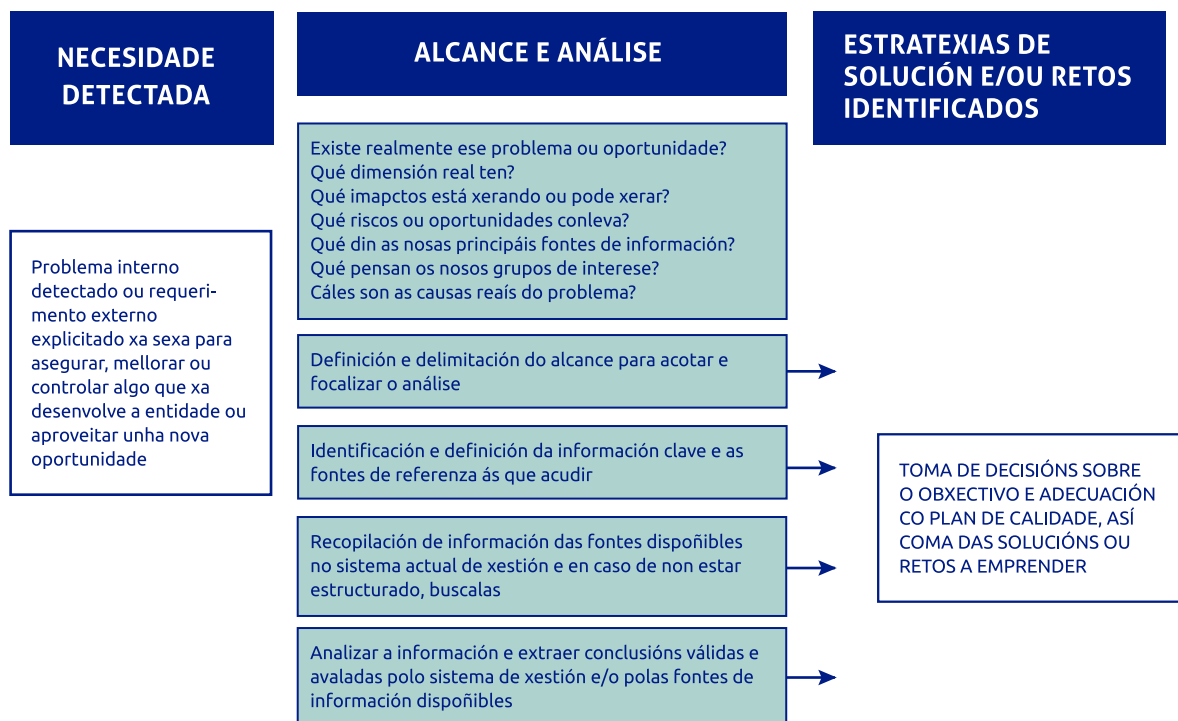 NECESIDADE
DETECTADA
Problema interno
detectado ou requeri-
mento externo
explicitado xa sexa para
asegurar, mellorar ou
controlar algo que xa
desenvolve a entidade ou
aproveitar unha nova
oportunidade
ALCANCE E ANÁLISE
Existe realmente ese problema ou oportunidade?
Qué dimensión real ten?
Qué imapctos está xerando ou pode xerar?
Qué riscos ou oportunidades conleva?
Qué din as nosas principáis fontes de información?
Qué pensan os nosos grupos de interese?
Cáles son as causas reaís do problema?
Definición e delimitación do alcance para acotar e
focalizar o análise
Identificación e definición da información clave e as
fontes de referenza ás que acudir
Recopilación de información das fontes dispoñibles
no sistema actual de xestión e en caso de non estar
estructurado, buscalas
Analizar a información e extraer conclusións válidas e
avaladas polo sistema de xestión e/o polas fontes de
información dispoñibles
ESTRATEXIAS DE
SOLUCIÓN E/OU RETOS
IDENTIFICADOS
TOMA DE DECISIÓNS SOBRE
O OBXECTIVO E ADECUACIÓN
CO PLAN DE CALIDADE, ASÍ
COMA DAS SOLUCIÓNS OU
RETOS A EMPRENDER